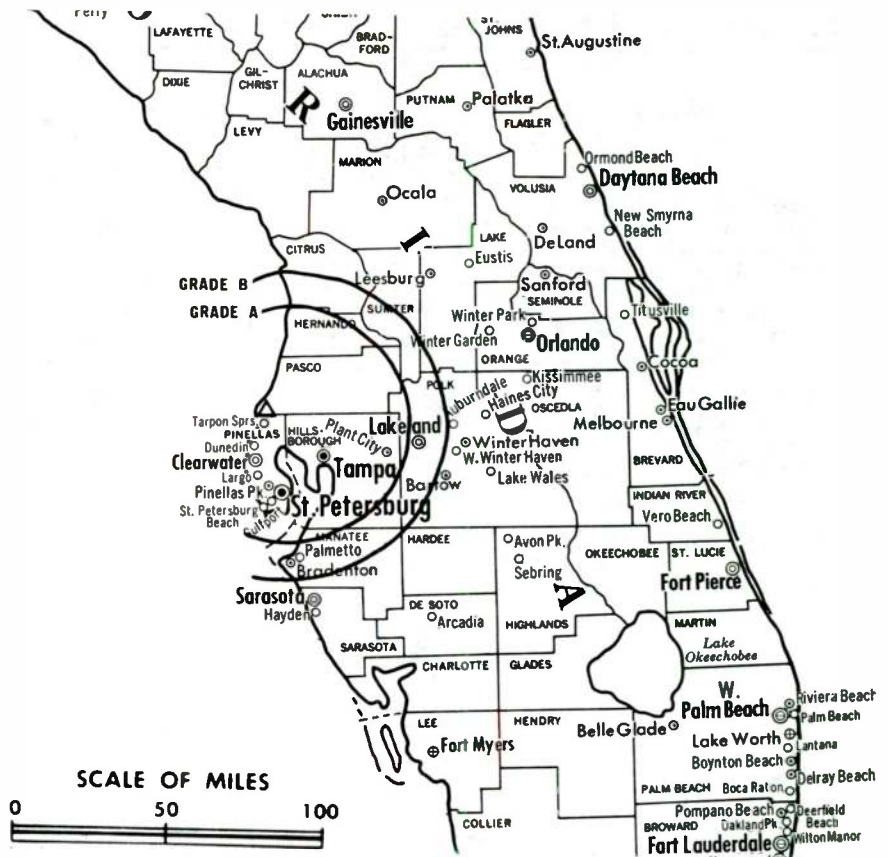 Perry
LAFAYETTE
BRAD-
FORD
ST.
JOHNS
St. Augustine
DIXIE
GIL-
CHRIST
ALACHUA
R
Gainesville
PUTNAM
Palatka
FLAGLER
LEVY
MARION
Ormond Beach
Daytana Beach
VOLUSIA
Ocala
New Smyrna
Beach
I
LAKE
DeLand
CITRUS
Eustis
GRADE B
Leesburg
Sanford
SEMINOLE
GRADE A
SUMTER
HERNANDO
Winter Park
Titusville
Winter Garden
Orlando
ORANGE
PASCO
Cocoa
POLK
Kissimmee
Auburndale
Haines City
D
OSCEOLA
Eau Gallie
Melbourne
Tarpon Sprs.
PINELLAS
HILLS-
BOROUGH
Plant City
Lakeland
Dunedin
Winter Haven
W. Winter Haven
Clearwater
Tampa
BREVARD
Largo
Bartow
Lake Wales
Pinellas Pk
St. Petersburg
INDIAN RIVER
St. Petersburg
Beach
Gulfport
Vero Beach
MANATEE
HARDEE
Avon Pk.
OKEECHOBEE
ST. LUCIE
Palmetto
Bradenton
Sebring
Fort Pierce
Sarasota
A
Hayden
DE SOTO
Arcadia
HIGHLANDS
MARTIN
SARASOTA
Lake
Okeechobee
CHARLOTTE
GLADES
W.
Palm Beach
Riviera Beach
Palm Beach
LEE
HENDRY
Belle Glade
Lake Worth
Lantana
Fort Myers
Boynton Beach
Delray Beach
SCALE OF MILES
PALM BEACH
Boca Raton
0 50 100
COLLIER
Pompano Beach
Deerfield
Beach
BROWARD
Oakland Pk.
Wilton Manor
Fort Lauderdale